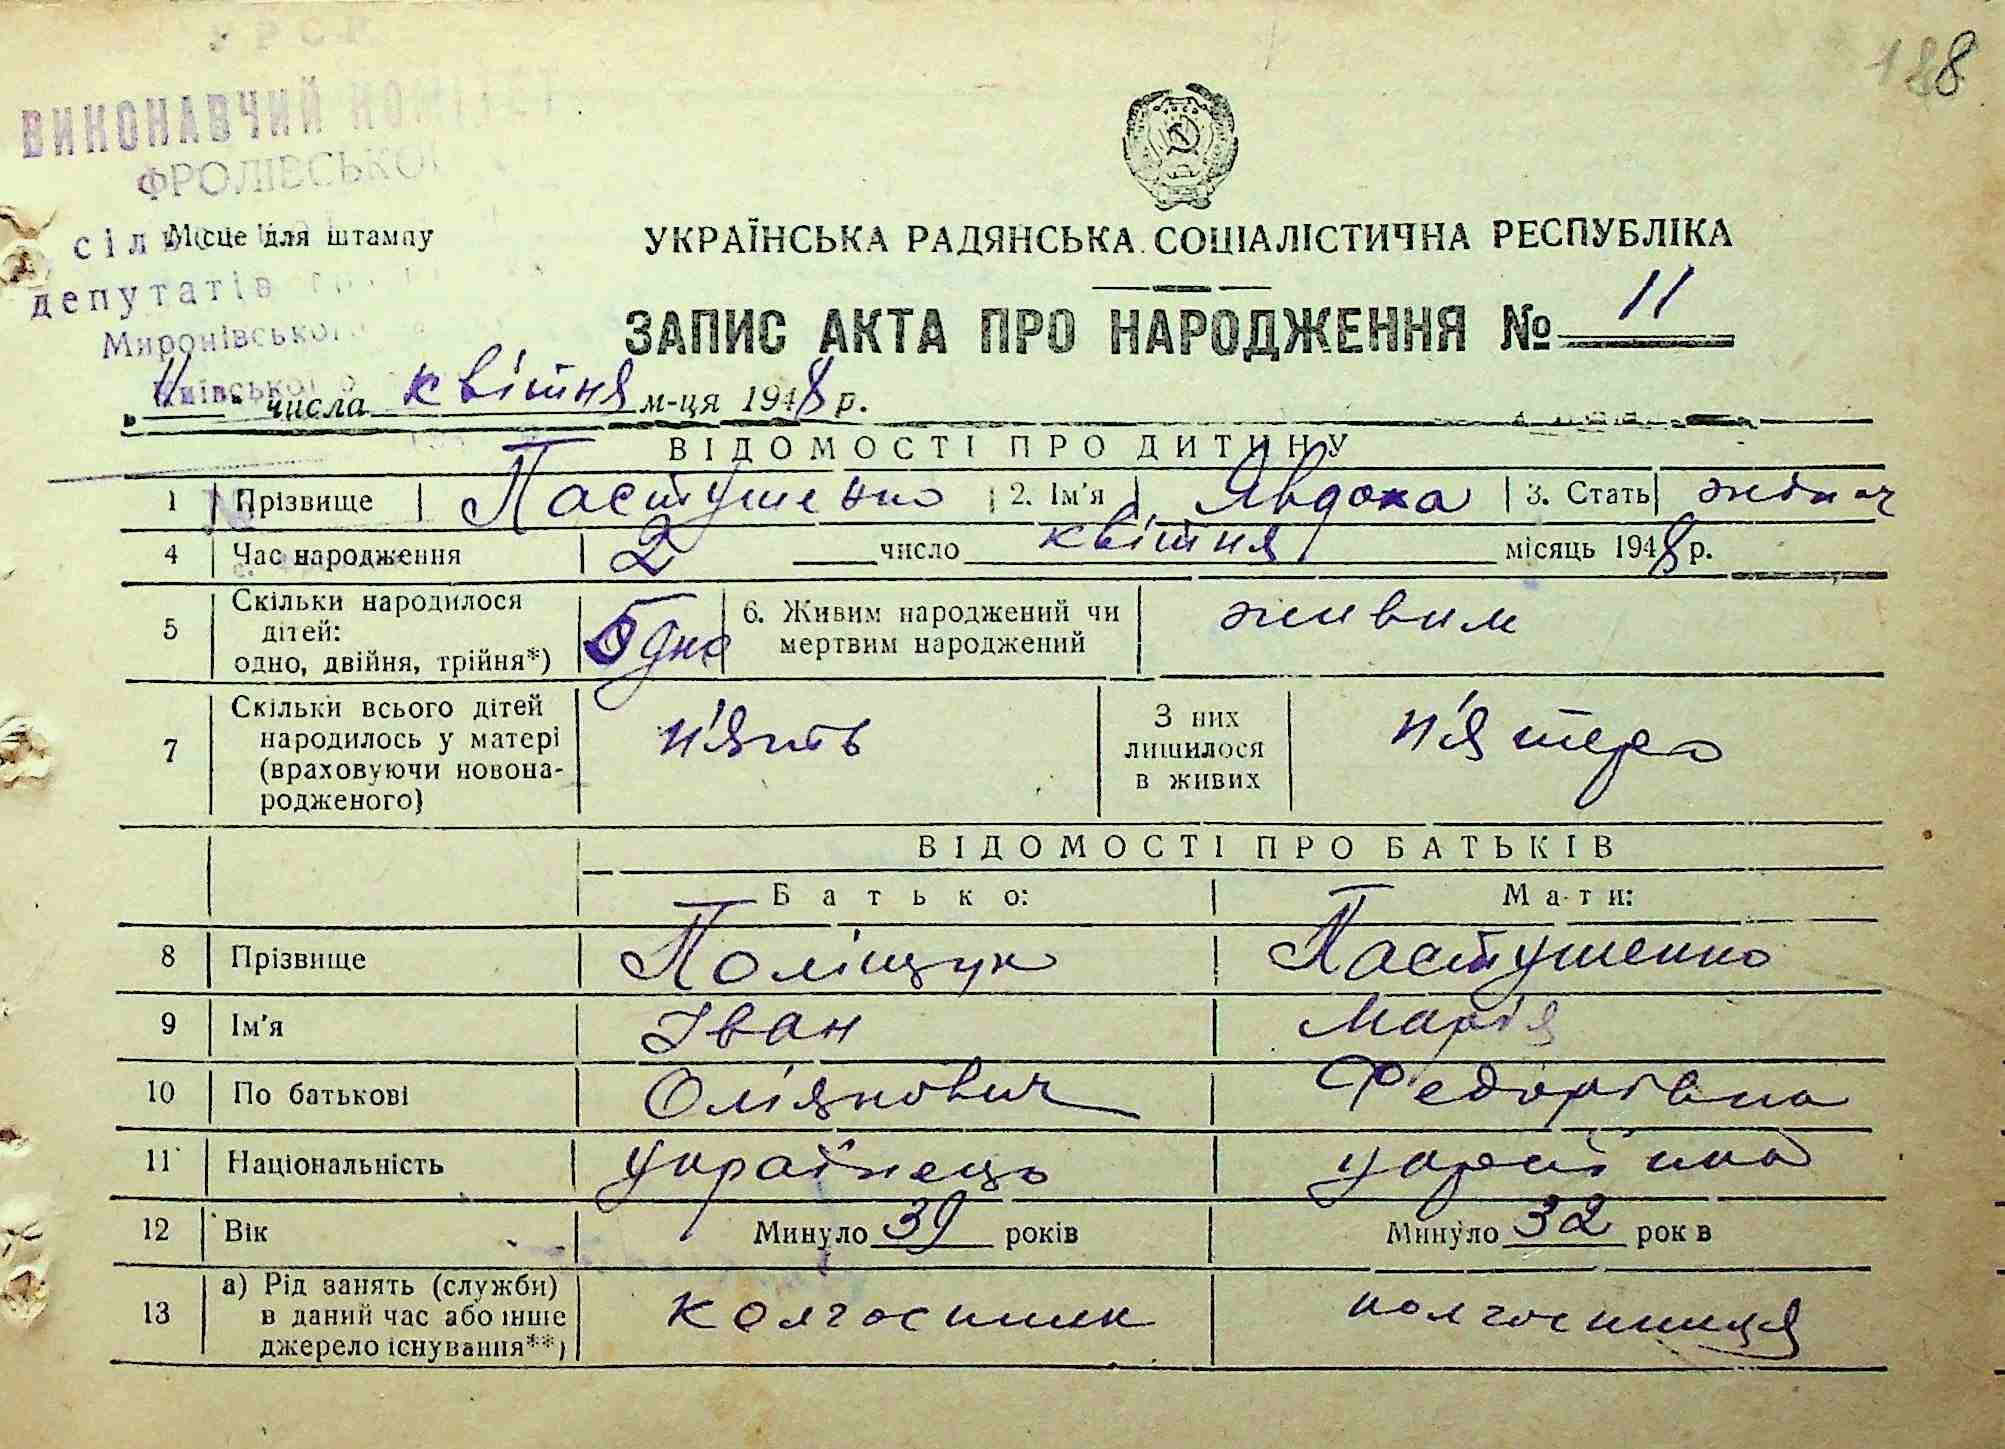 188
УРСР
ВИКОНАВЧИЙ КОМІТЕТ
ФРОЛІВСЬКОЇ
Місце для штампу
депутатів
Миронівського
Київського
УКРАЇНСЬКА РАДЯНСЬКА СОЦІАЛІСТИЧНА РЕСПУБЛІКА
ЗАПИС АКТА ПРО НАРОДЖЕННЯ № 11
„11" числа квітня м-ця 1948 р.
ВІДОМОСТІ ПРО ДИТИНУ
1 Прізвище Пастушенко 2. Ім'я Явдока 3. Стать жіноч
4 Час народження 2 число квітня місяць 1948 р.
5 Скільки народилося дітей: одно, двійня, трійня*) Одно 6. Живим народжений чи мертвим народжений живим
7 Скільки всього дітей народилось у матері (враховуючи новонародженого) п'ять З них лишилося в живих п'ятеро
ВІДОМОСТІ ПРО БАТЬКІВ
Батько: Мати:
8 Прізвище Поліщук Пастушенко
9 Ім'я Іван Марія
10 По батькові Оліянович Федорівна
11 Національність українець українка
12 Вік Минуло 39 років Минуло 32 рок в
13 а) Рід занять (служби) в даний час або інше джерело існування**) колгоспник колгоспниця